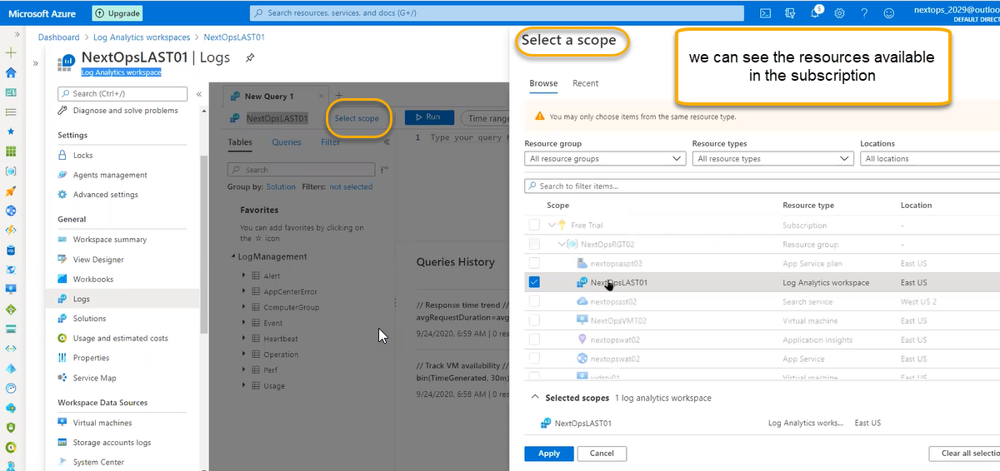 Microsoft Azure
Upgrade
Search resources, services, and docs (G+/)
5
nextops_2029@outloo
DEFAULT DIRECT
Dashboard > Log Analytics workspaces > NextOpsLAST01
NextOpsLAST01 | Logs
Log Analytics workspace
Search (Ctrl+/)
Diagnose and solve problems
Settings
Locks
Agents management
Advanced settings
General
Workspace summary
View Designer
Workbooks
Logs
Solutions
Usage and estimated costs
Properties
Service Map
Workspace Data Sources
Virtual machines
Storage accounts logs
System Center
New Query 1
NextOpsLAST01
Select scope
Run
Time range
Tables
Queries
Filter
1 Type your query h
Search
Group by: Solution Filters: not selected
Favorites
You can add favorites by clicking on
the ☆ icon
LogManagement
Alert
AppCenterError
ComputerGroup
Event
Heartbeat
Operation
Perf
Usage
Queries History
// Response time trend //
avgRequestDuration=avg
9/24/2020, 6:59 AM | 0 res
// Track VM availability //
bin(TimeGenerated, 30m)
9/24/2020, 6:58 AM | 0 res
Select a scope
we can see the resources available
in the subscription
Browse
Recent
You may only choose items from the same resource type.
Resource group
Resource types
Locations
All resource groups
All resource types
All locations
Search to filter items...
Scope Resource type Location
Free Trial Subscription -
NextOpsRGT02 Resource group -
nextopsaspt02 App Service plan East US
NextOpsLAST01 Log Analytics workspace East US
nextopssst02 Search service West US 2
NextOpsVMT02 Virtual machine East US
nextopswat02 Application Insights East US
nextopswat02 App Service East US
Virtual machine East US
Selected scopes 1 log analytics workspace
NextOpsLAST01 Log Analytics works... East US
Apply
Cancel
Clear all selectio